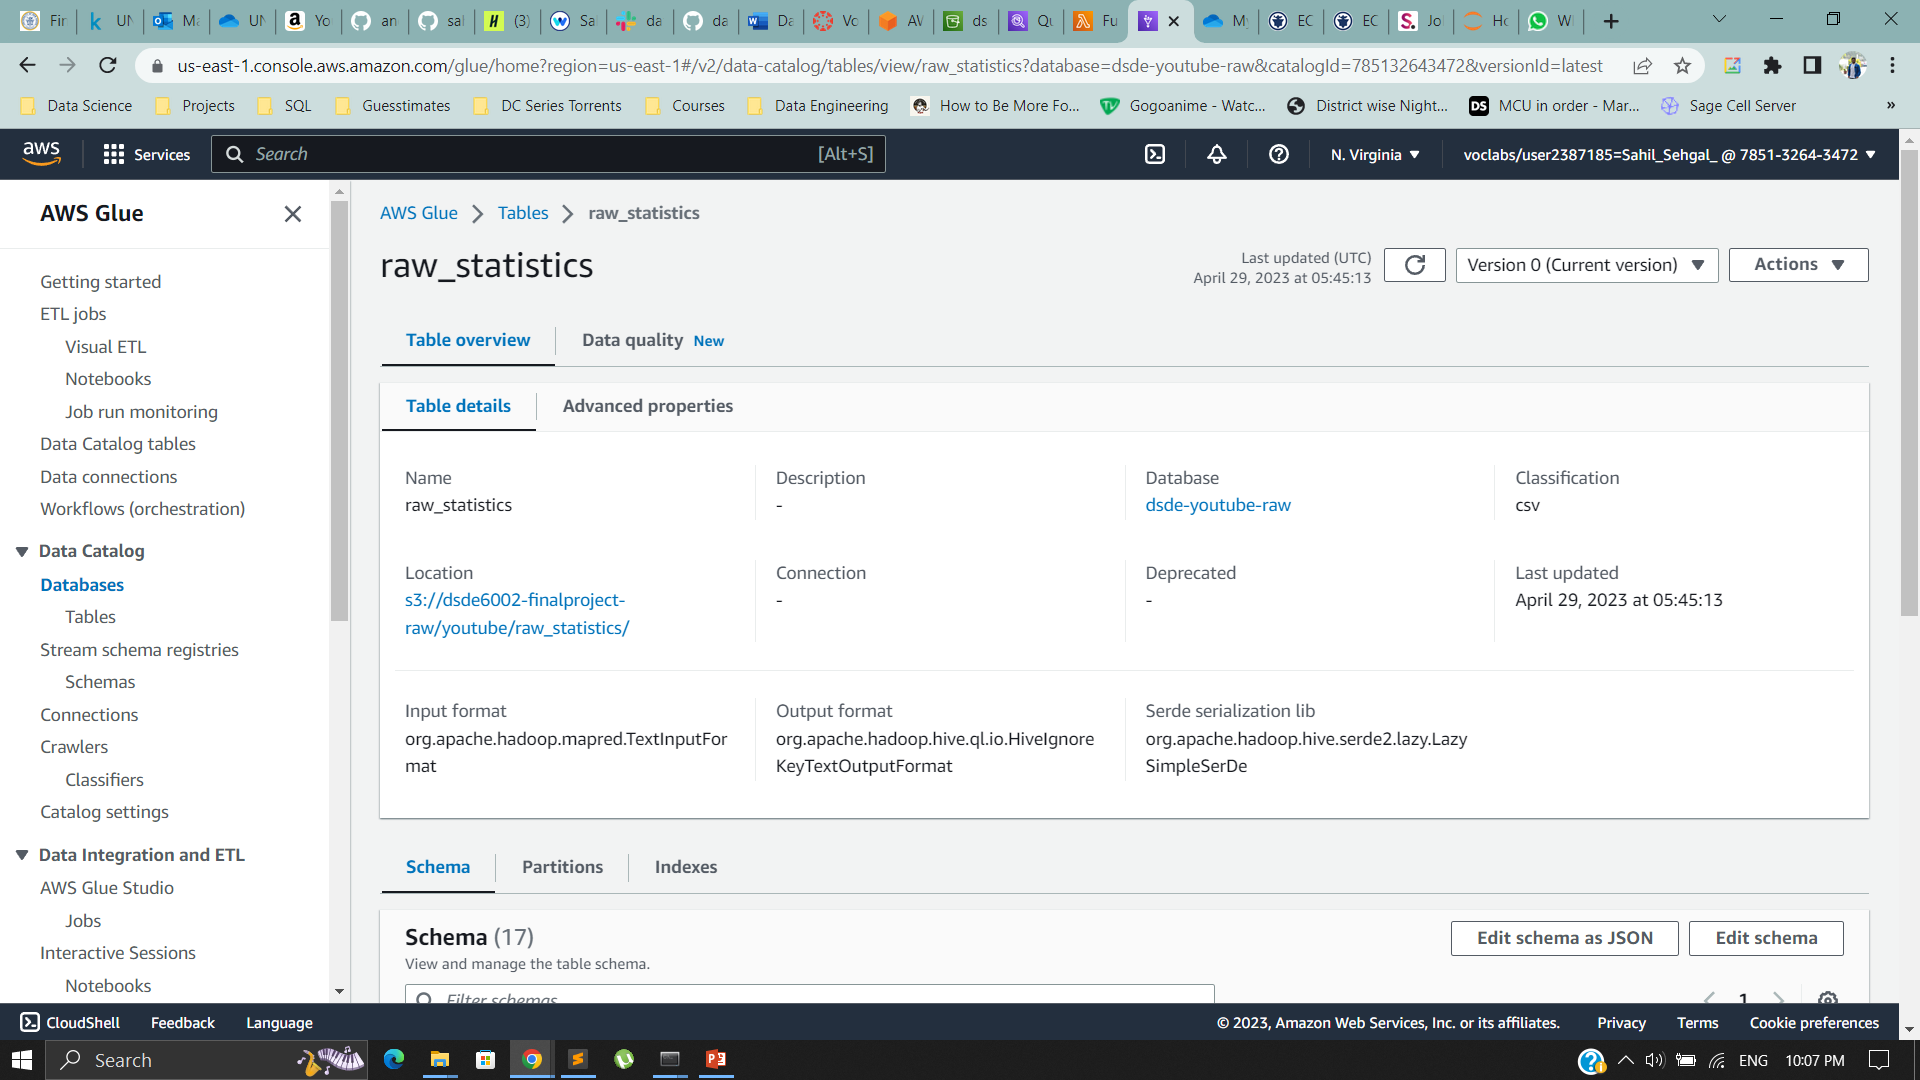 Fir
UN
Ma
UN
Yo
an
sal
(3)
Sa
da
da
Da
Vo
AV
ds
Qu
Fu
My
EC
EC
Jo
Ho
us-east-1.console.aws.amazon.com/glue/home?region=us-east-1#/v2/data-catalog/tables/view/raw_statistics?database=dsde-youtube-raw&catalogId=785132643472&versionId=latest
Data Science
Projects
SQL
Guesstimates
DC Series Torrents
Courses
Data Engineering
How to Be More Fo...
Gogoanime - Watc...
District wise Night...
DS MCU in order - Mar...
Sage Cell Server
»
aws
Services
Search
[Alt+S]
N. Virginia
voclabs/user2387185=Sahil_Sehgal_ @ 7851-3264-3472
AWS Glue
Getting started
ETL jobs
Visual ETL
Notebooks
Job run monitoring
Data Catalog tables
Data connections
Workflows (orchestration)
Data Catalog
Databases
Tables
Stream schema registries
Schemas
Connections
Crawlers
Classifiers
Catalog settings
Data Integration and ETL
AWS Glue Studio
Jobs
Interactive Sessions
Notebooks
AWS Glue
Tables
raw_statistics
raw_statistics
Last updated (UTC)
April 29, 2023 at 05:45:13
Version 0 (Current version)
Actions
Table overview
Data quality New
Table details
Advanced properties
Name
raw_statistics
Description
-
Database
dsde-youtube-raw
Classification
csv
Location
s3://dsde6002-finalproject-
raw/youtube/raw_statistics/
Connection
-
Deprecated
-
Last updated
April 29, 2023 at 05:45:13
Input format
org.apache.hadoop.mapred.TextInputFor
mat
Output format
org.apache.hadoop.hive.ql.io.HiveIgnore
KeyTextOutputFormat
Serde serialization lib
org.apache.hadoop.hive.serde2.lazy.Lazy
SimpleSerDe
Schema
Partitions
Indexes
Schema (17)
View and manage the table schema.
Edit schema as JSON
Edit schema
Filter schemas
1
CloudShell
Feedback
Language
© 2023, Amazon Web Services, Inc. or its affiliates.
Privacy
Terms
Cookie preferences
Search
ENG
10:07 PM